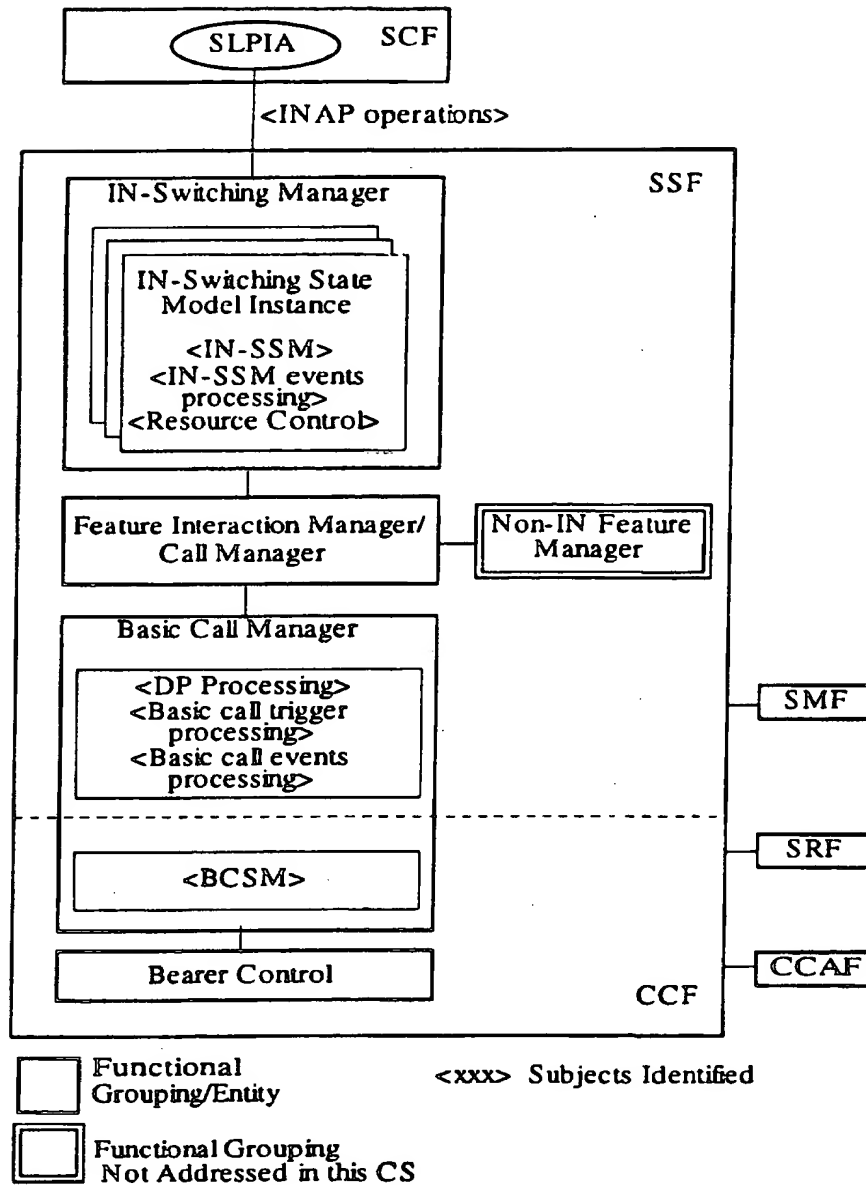 SLPIA
SCF
<INAP operations>
SSF
IN-Switching Manager
IN-Switching State
Model Instance
<IN-SSM>
<IN-SSM events
processing>
<Resource Control>
Feature Interaction Manager/
Call Manager
Non-IN Feature
Manager
Basic Call Manager
<DP Processing>
<Basic call trigger
processing>
<Basic call events
processing>
SMF
SRF
<BCSM>
CCAF
Bearer Control
CCF
Functional
Grouping/Entity
<xxx> Subjects Identified
Functional Grouping
Not Addressed in this CS